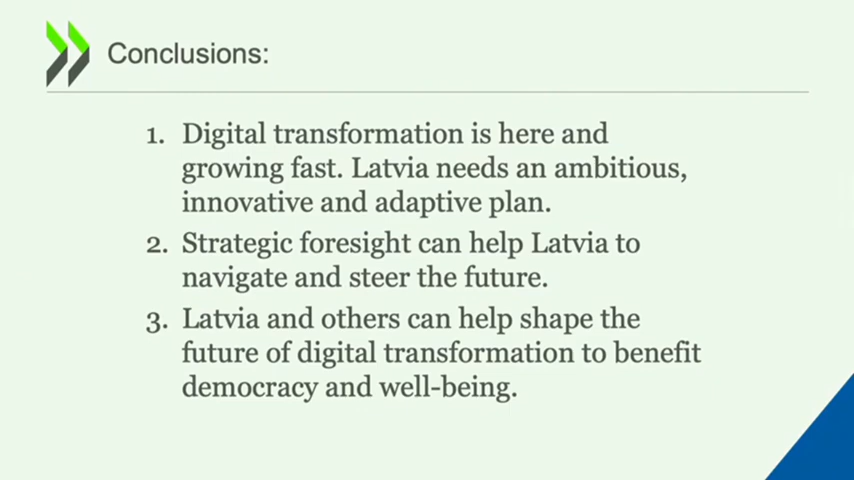 Conclusions:
1. Digital transformation is here and
growing fast. Latvia needs an ambitious,
innovative and adaptive plan.
2. Strategic foresight can help Latvia to
navigate and steer the future.
3. Latvia and others can help shape the
future of digital transformation to benefit
democracy and well-being.